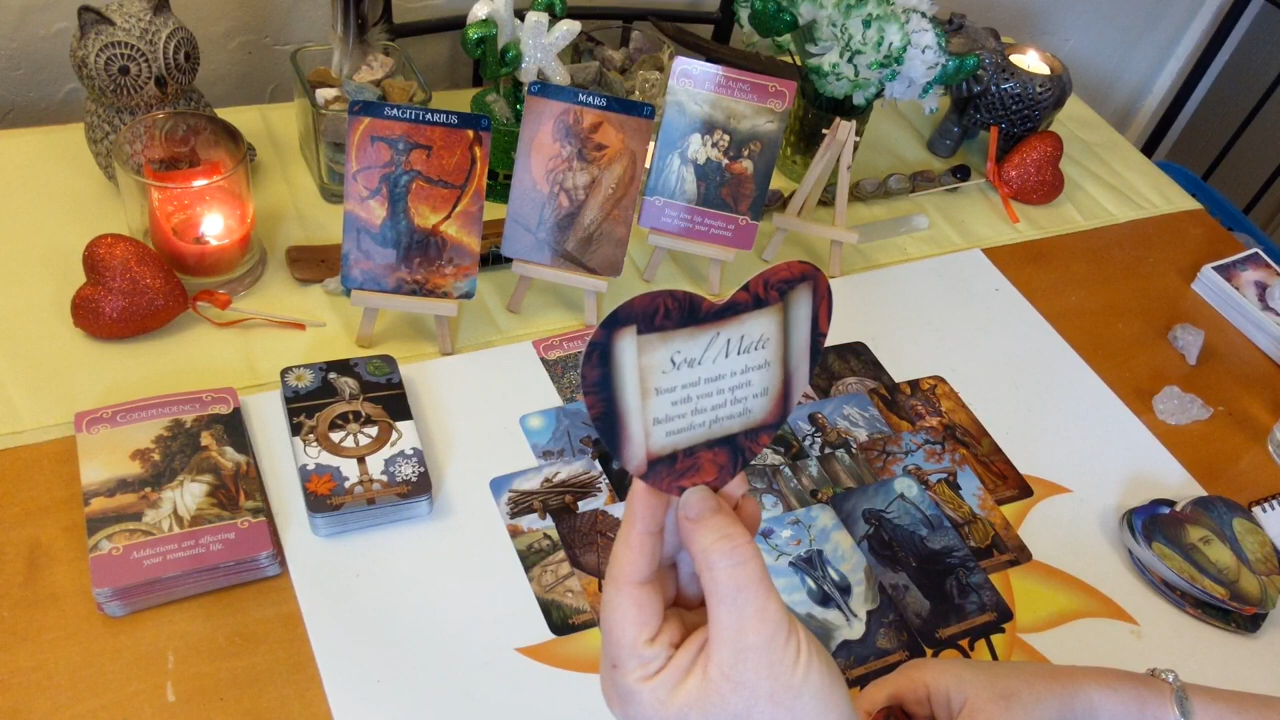 SAGITTARIUS
9
MARS
17
Healing
Family Issues
Your love life benefits as
you forgive your parents.
Soul Mate
Your soul mate is already
with you in spirit.
Believe this and they will
manifest physically.
Codependency
Addictions are affecting
your romantic life.